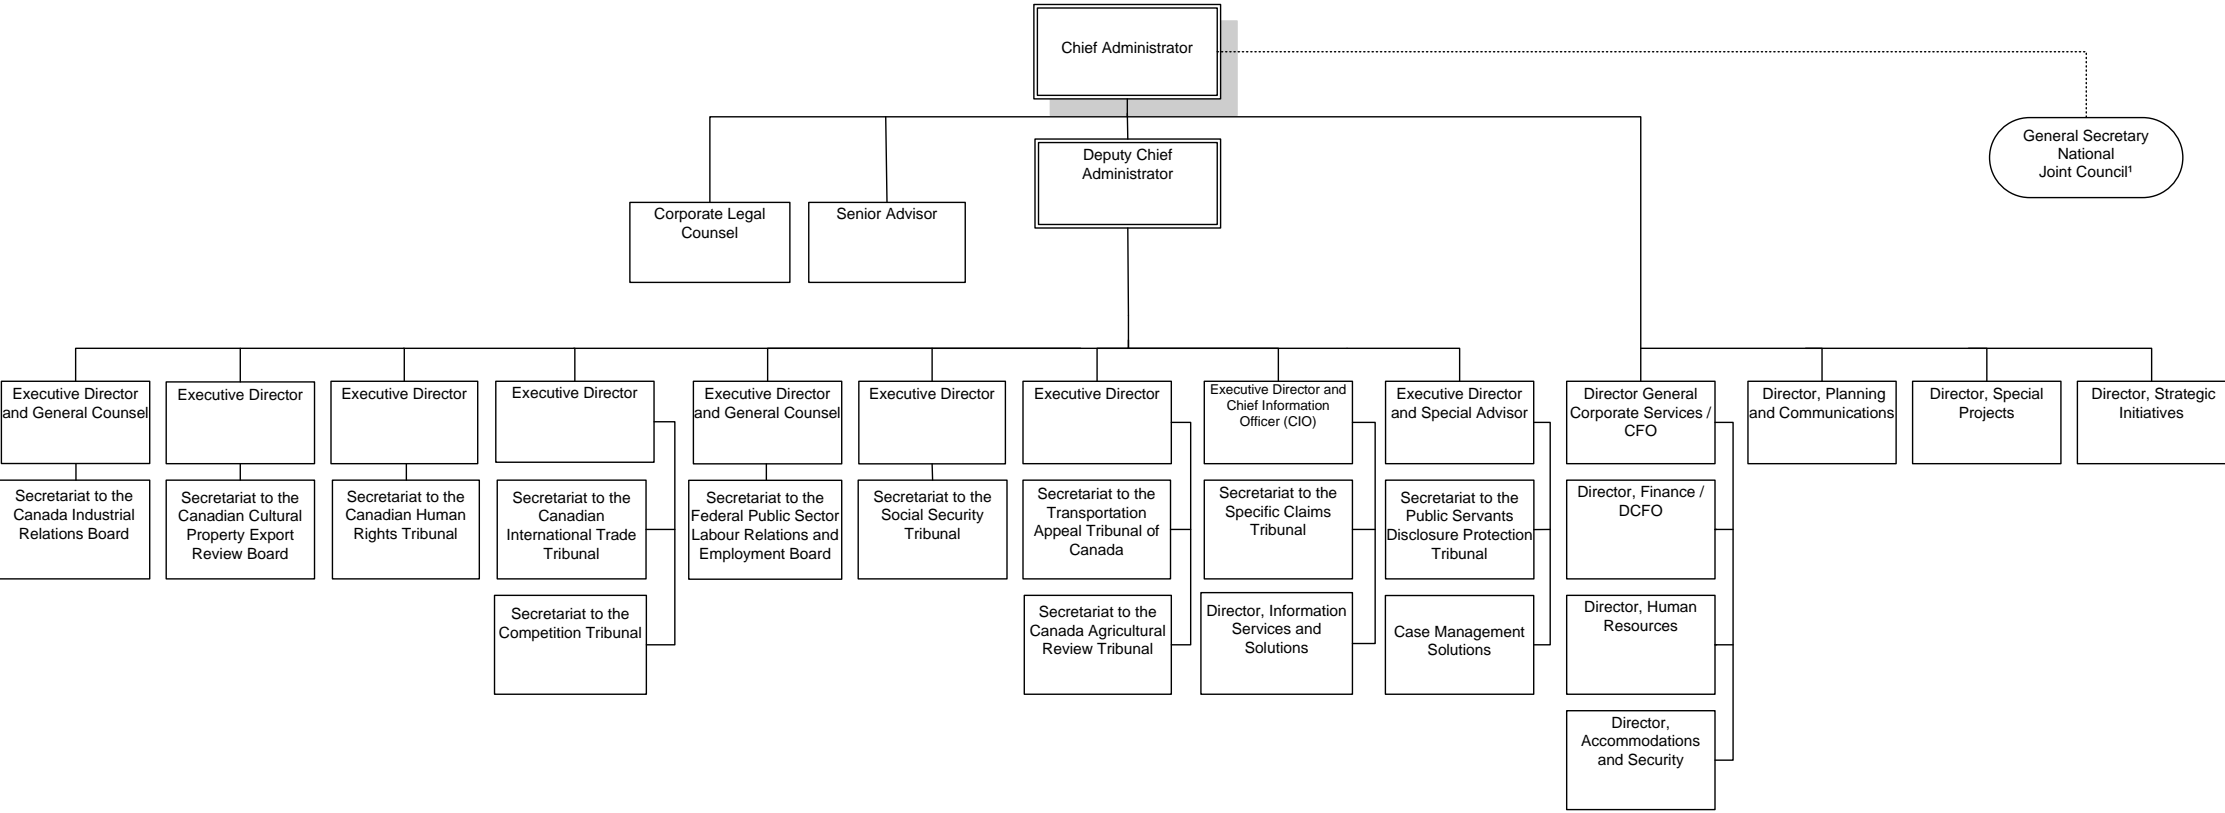 Chief Administrator
General Secretary
National
Joint Council¹
Deputy Chief
Administrator
Corporate Legal
Counsel
Senior Advisor
Executive Director
and General Counsel
Executive Director
Executive Director
Executive Director
Executive Director
and General Counsel
Executive Director
Executive Director
Executive Director and
Chief Information
Officer (CIO)
Executive Director
and Special Advisor
Director General
Corporate Services /
CFO
Director, Planning
and Communications
Director, Special
Projects
Director, Strategic
Initiatives
Secretariat to the
Canada Industrial
Relations Board
Secretariat to the
Canadian Cultural
Property Export
Review Board
Secretariat to the
Canadian Human
Rights Tribunal
Secretariat to the
Canadian
International Trade
Tribunal
Secretariat to the
Federal Public Sector
Labour Relations and
Employment Board
Secretariat to the
Social Security
Tribunal
Secretariat to the
Transportation
Appeal Tribunal of
Canada
Secretariat to the
Specific Claims
Tribunal
Secretariat to the
Public Servants
Disclosure Protection
Tribunal
Director, Finance /
DCFO
Secretariat to the
Competition Tribunal
Secretariat to the
Canada Agricultural
Review Tribunal
Director, Information
Services and
Solutions
Case Management
Solutions
Director, Human
Resources
Director,
Accommodations
and Security